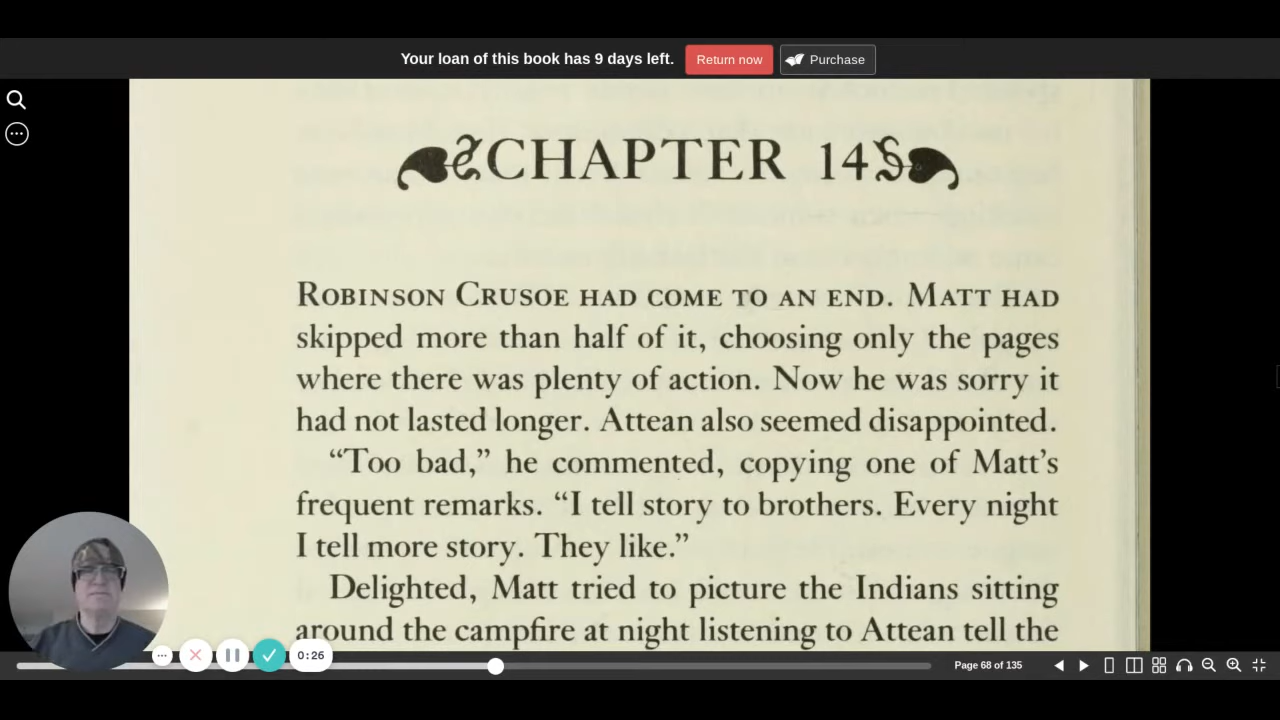 Your loan of this book has 9 days left. Return now Purchase
CHAPTER 14
ROBINSON CRUSOE HAD COME TO AN END. MATT HAD
skipped more than half of it, choosing only the pages
where there was plenty of action. Now he was sorry it
had not lasted longer. Attean also seemed disappointed.
“Too bad,” he commented, copying one of Matt’s
frequent remarks. “I tell story to brothers. Every night
I tell more story. They like.”
Delighted, Matt tried to picture the Indians sitting
around the campfire at night listening to Attean tell the
0:26
Page 68 of 135